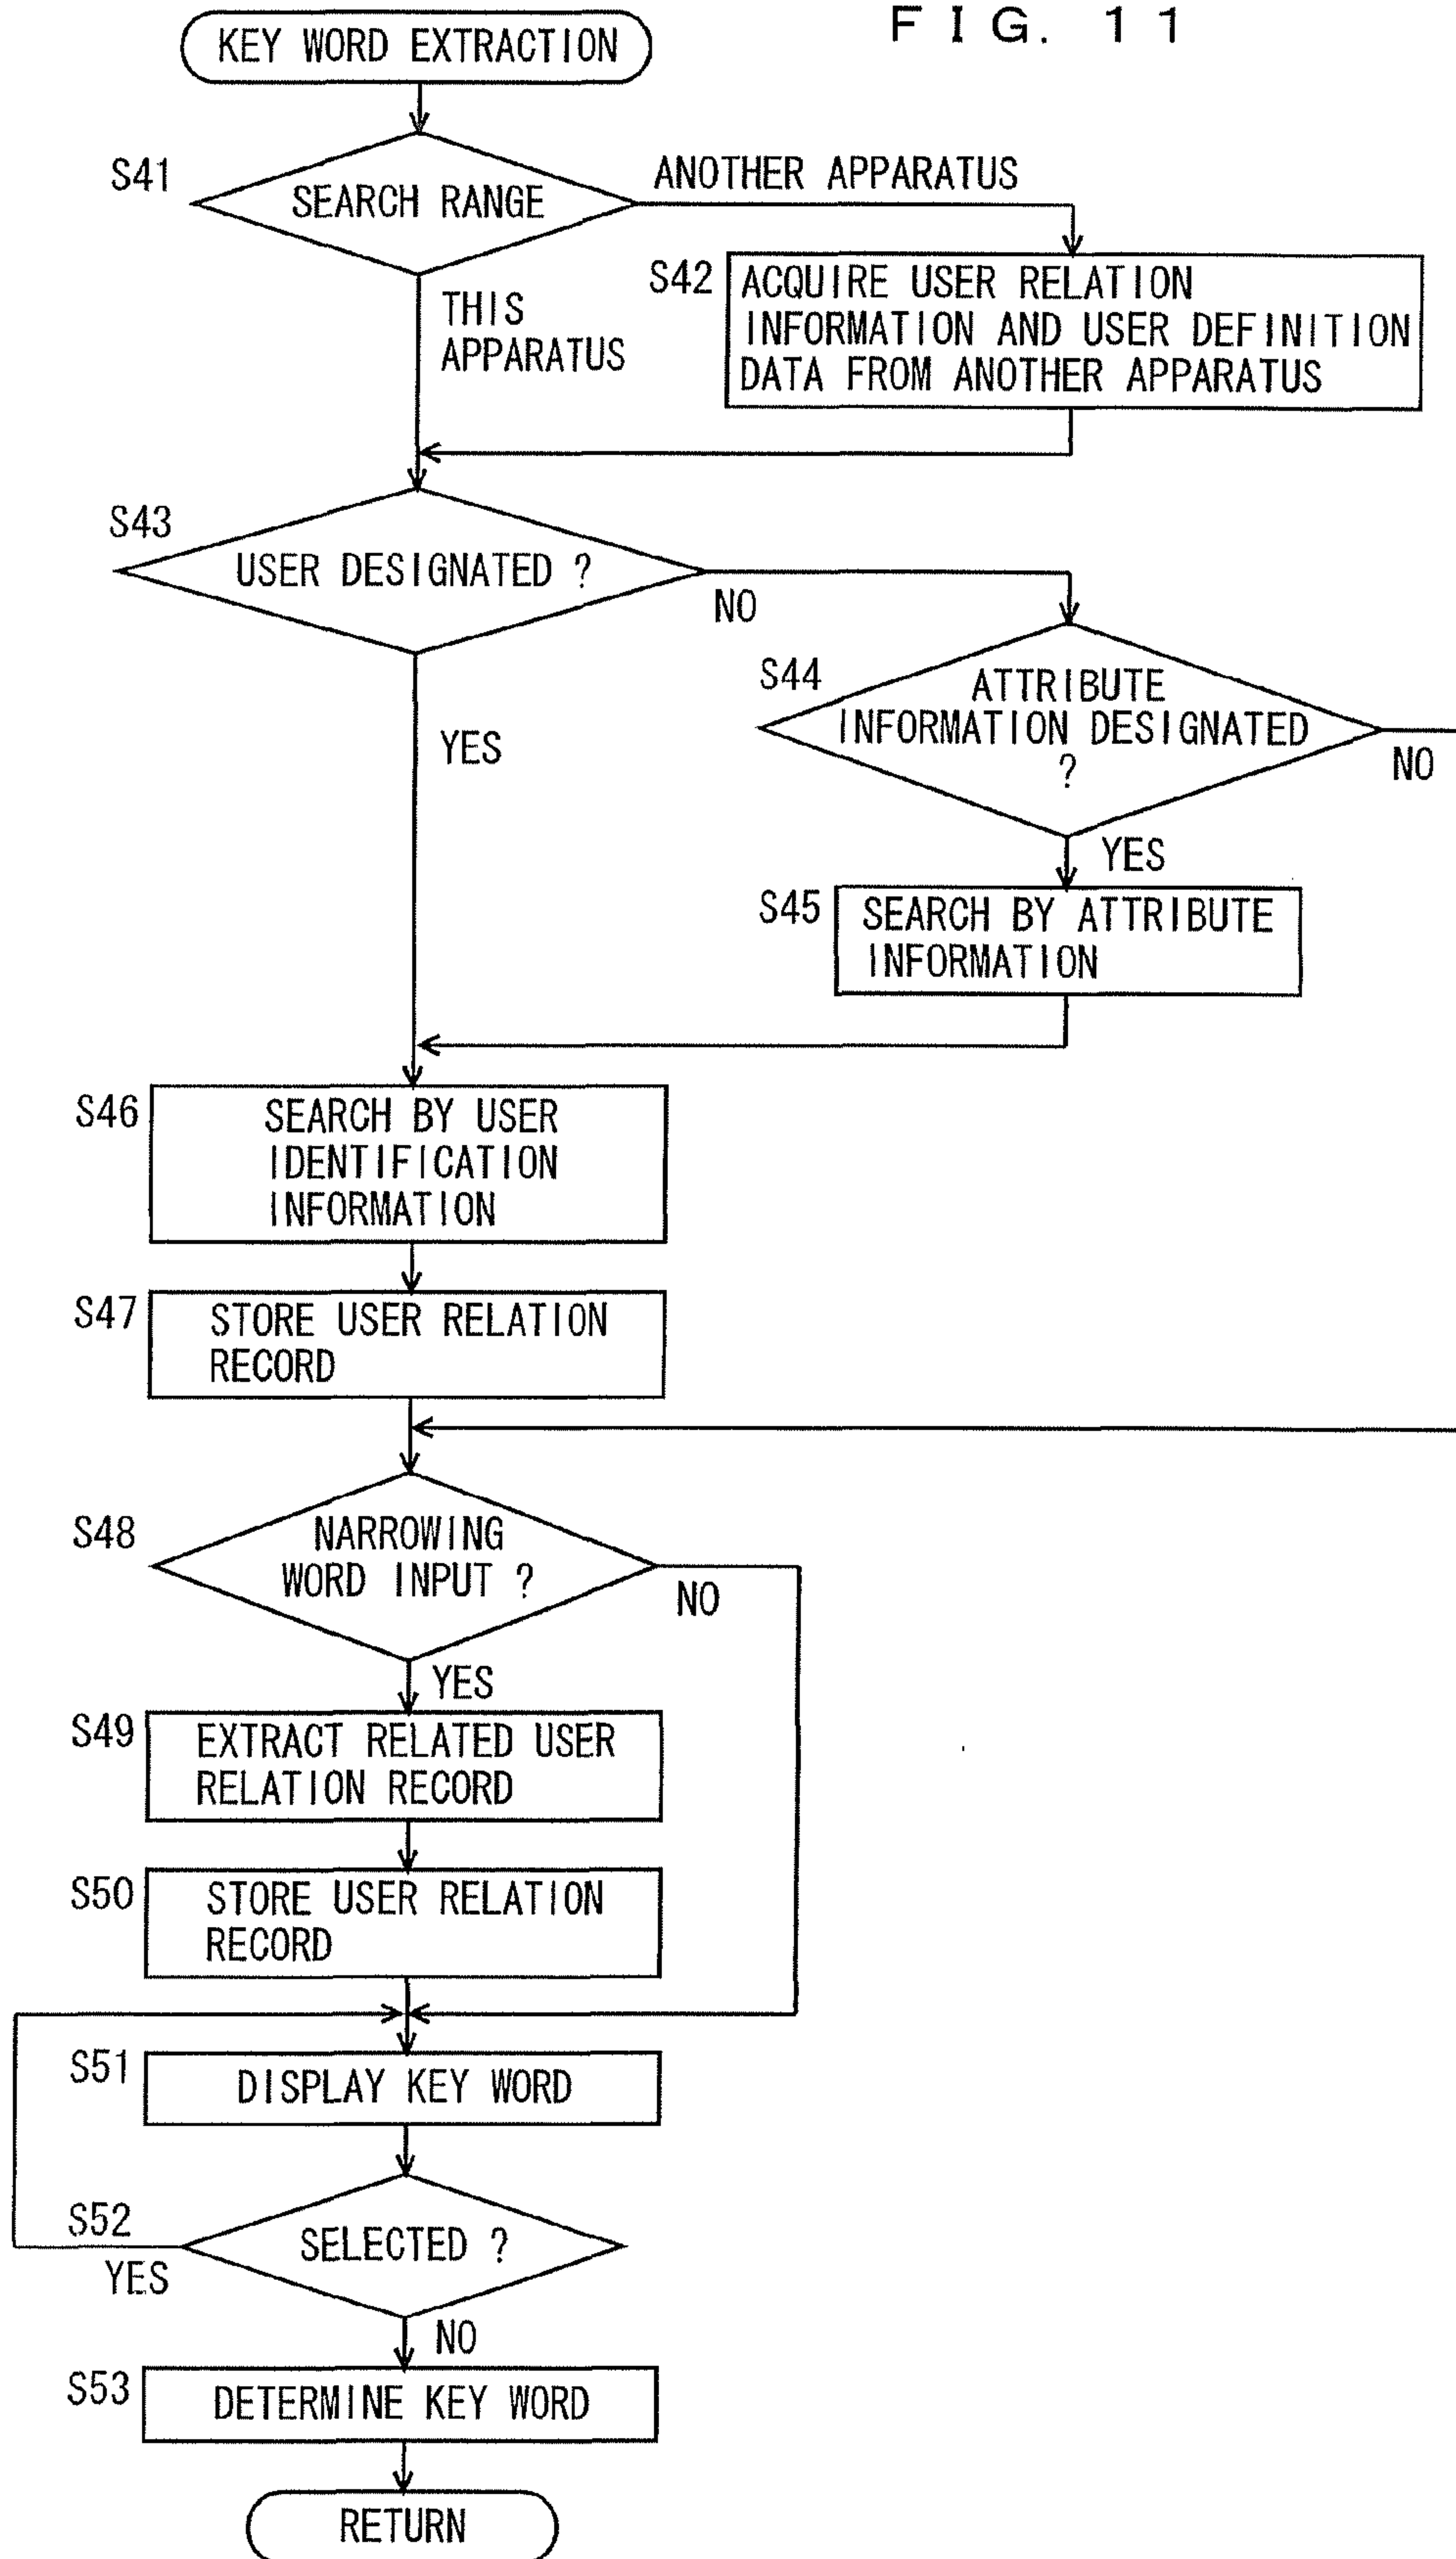 FIG. 11
KEY WORD EXTRACTION
S41
SEARCH RANGE
ANOTHER APPARATUS
THIS
APPARATUS
S42
ACQUIRE USER RELATION
INFORMATION AND USER DEFINITION
DATA FROM ANOTHER APPARATUS
S43
USER DESIGNATED ?
NO
YES
S44
ATTRIBUTE
INFORMATION DESIGNATED
?
NO
YES
S45
SEARCH BY ATTRIBUTE
INFORMATION
S46
SEARCH BY USER
IDENTIFICATION
INFORMATION
S47
STORE USER RELATION
RECORD
S48
NARROWING
WORD INPUT ?
NO
YES
S49
EXTRACT RELATED USER
RELATION RECORD
S50
STORE USER RELATION
RECORD
S51
DISPLAY KEY WORD
S52
SELECTED ?
YES
NO
S53
DETERMINE KEY WORD
RETURN